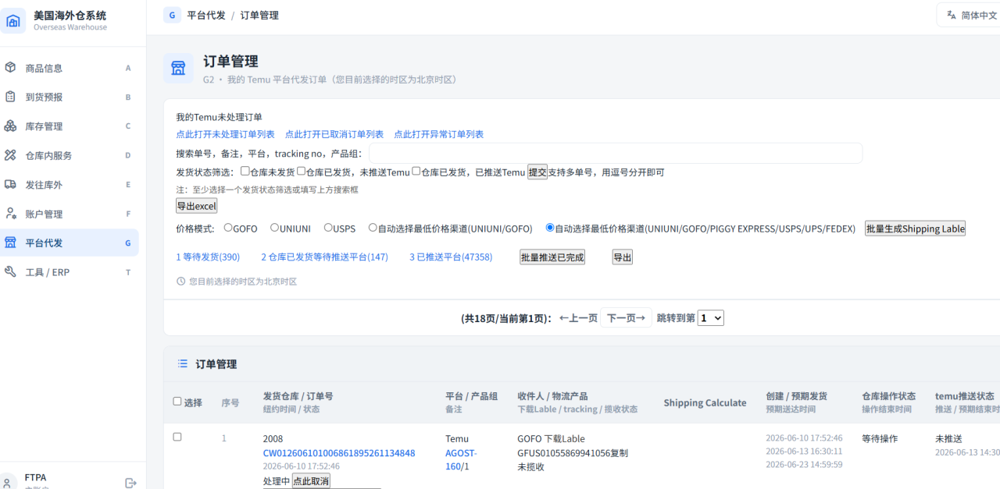 美国海外仓系统
Overseas Warehouse
商品信息 A
到货预报 B
库存管理 C
仓库内服务 D
发往库外 E
账户管理 F
平台代发 G
工具 / ERP T
FTPA
G 平台代发 / 订单管理
简体中文
订单管理
G2 · 我的 Temu 平台代发订单（您目前选择的时区为北京时区）
我的Temu未处理订单
点此打开未处理订单列表 点此打开已取消订单列表 点此打开异常订单列表
搜索单号，备注，平台，tracking no，产品组：
发货状态筛选： 仓库未发货 仓库已发货，未推送Temu 仓库已发货，已推送Temu 提交 支持多单号，用逗号分开即可
注：至少选择一个发货状态筛选或填写上方搜索框
导出excel
价格模式: GOFO UNIUNI USPS 自动选择最低价格渠道(UNIUNI/GOFO) 自动选择最低价格渠道(UNIUNI/GOFO/PIGGY EXPRESS/USPS/UPS/FEDEX) 批量生成Shipping Lable
1 等待发货(390) 2 仓库已发货等待推送平台(147) 3 已推送平台(47358) 批量推送已完成 导出
您目前选择的时区为北京时区
(共18页/当前第1页)： ←上一页 下一页→ 跳转到第 1
订单管理
选择 序号 发货仓库 / 订单号 平台 / 产品组 收件人 / 物流产品 Shipping Calculate 创建 / 预期发货 仓库操作状态 temu推送状态
纽约时间 / 状态 备注 下载Lable / tracking / 揽收状态 预期送达时间 操作结束时间 推送 / 预期结束时
1 2008 Temu GOFO 下载Lable 2026-06-10 17:52:46 等待操作 未推送
CW012606101006861895261134848 AGOST- GFUS01055869941056复制 2026-06-13 16:30:11 2026-06-13 14:30
2026-06-10 17:52:46 160/1 未揽收 2026-06-23 14:59:59
处理中 点此取消